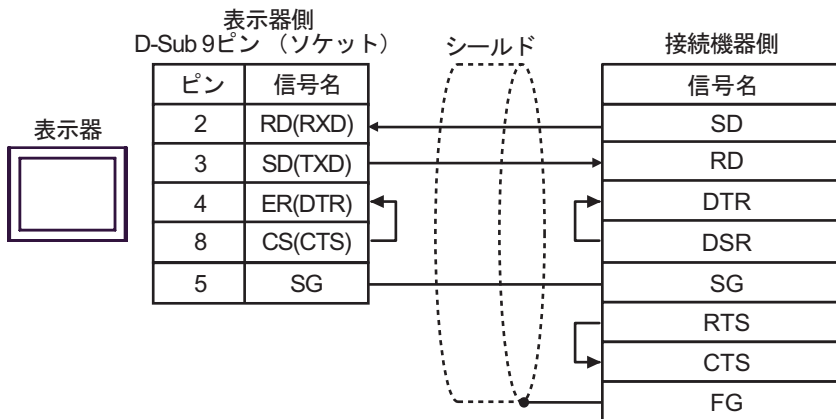 表示器側
D-Sub 9ピン （ソケット）
シールド
接続機器側
表示器
ピン 信号名
2 RD(RXD)
3 SD(TXD)
4 ER(DTR)
8 CS(CTS)
5 SG
信号名
SD
RD
DTR
DSR
SG
RTS
CTS
FG